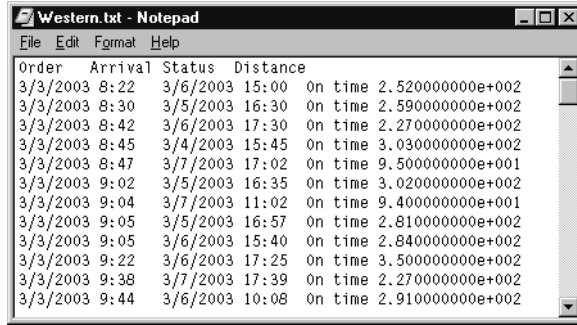 Western.txt - Notepad
File Edit Format Help
Order Arrival Status Distance
3/3/2003 8:22 3/6/2003 15:00 On time 2.520000000e+002
3/3/2003 8:30 3/5/2003 16:30 On time 2.590000000e+002
3/3/2003 8:42 3/6/2003 17:30 On time 2.270000000e+002
3/3/2003 8:45 3/4/2003 15:45 On time 3.030000000e+002
3/3/2003 8:47 3/7/2003 17:02 On time 9.500000000e+001
3/3/2003 9:02 3/5/2003 16:35 On time 3.020000000e+002
3/3/2003 9:04 3/7/2003 11:02 On time 9.400000000e+001
3/3/2003 9:05 3/5/2003 16:57 On time 2.810000000e+002
3/3/2003 9:05 3/6/2003 15:40 On time 2.840000000e+002
3/3/2003 9:22 3/6/2003 17:25 On time 3.500000000e+002
3/3/2003 9:38 3/7/2003 17:39 On time 2.270000000e+002
3/3/2003 9:44 3/6/2003 10:08 On time 2.910000000e+002